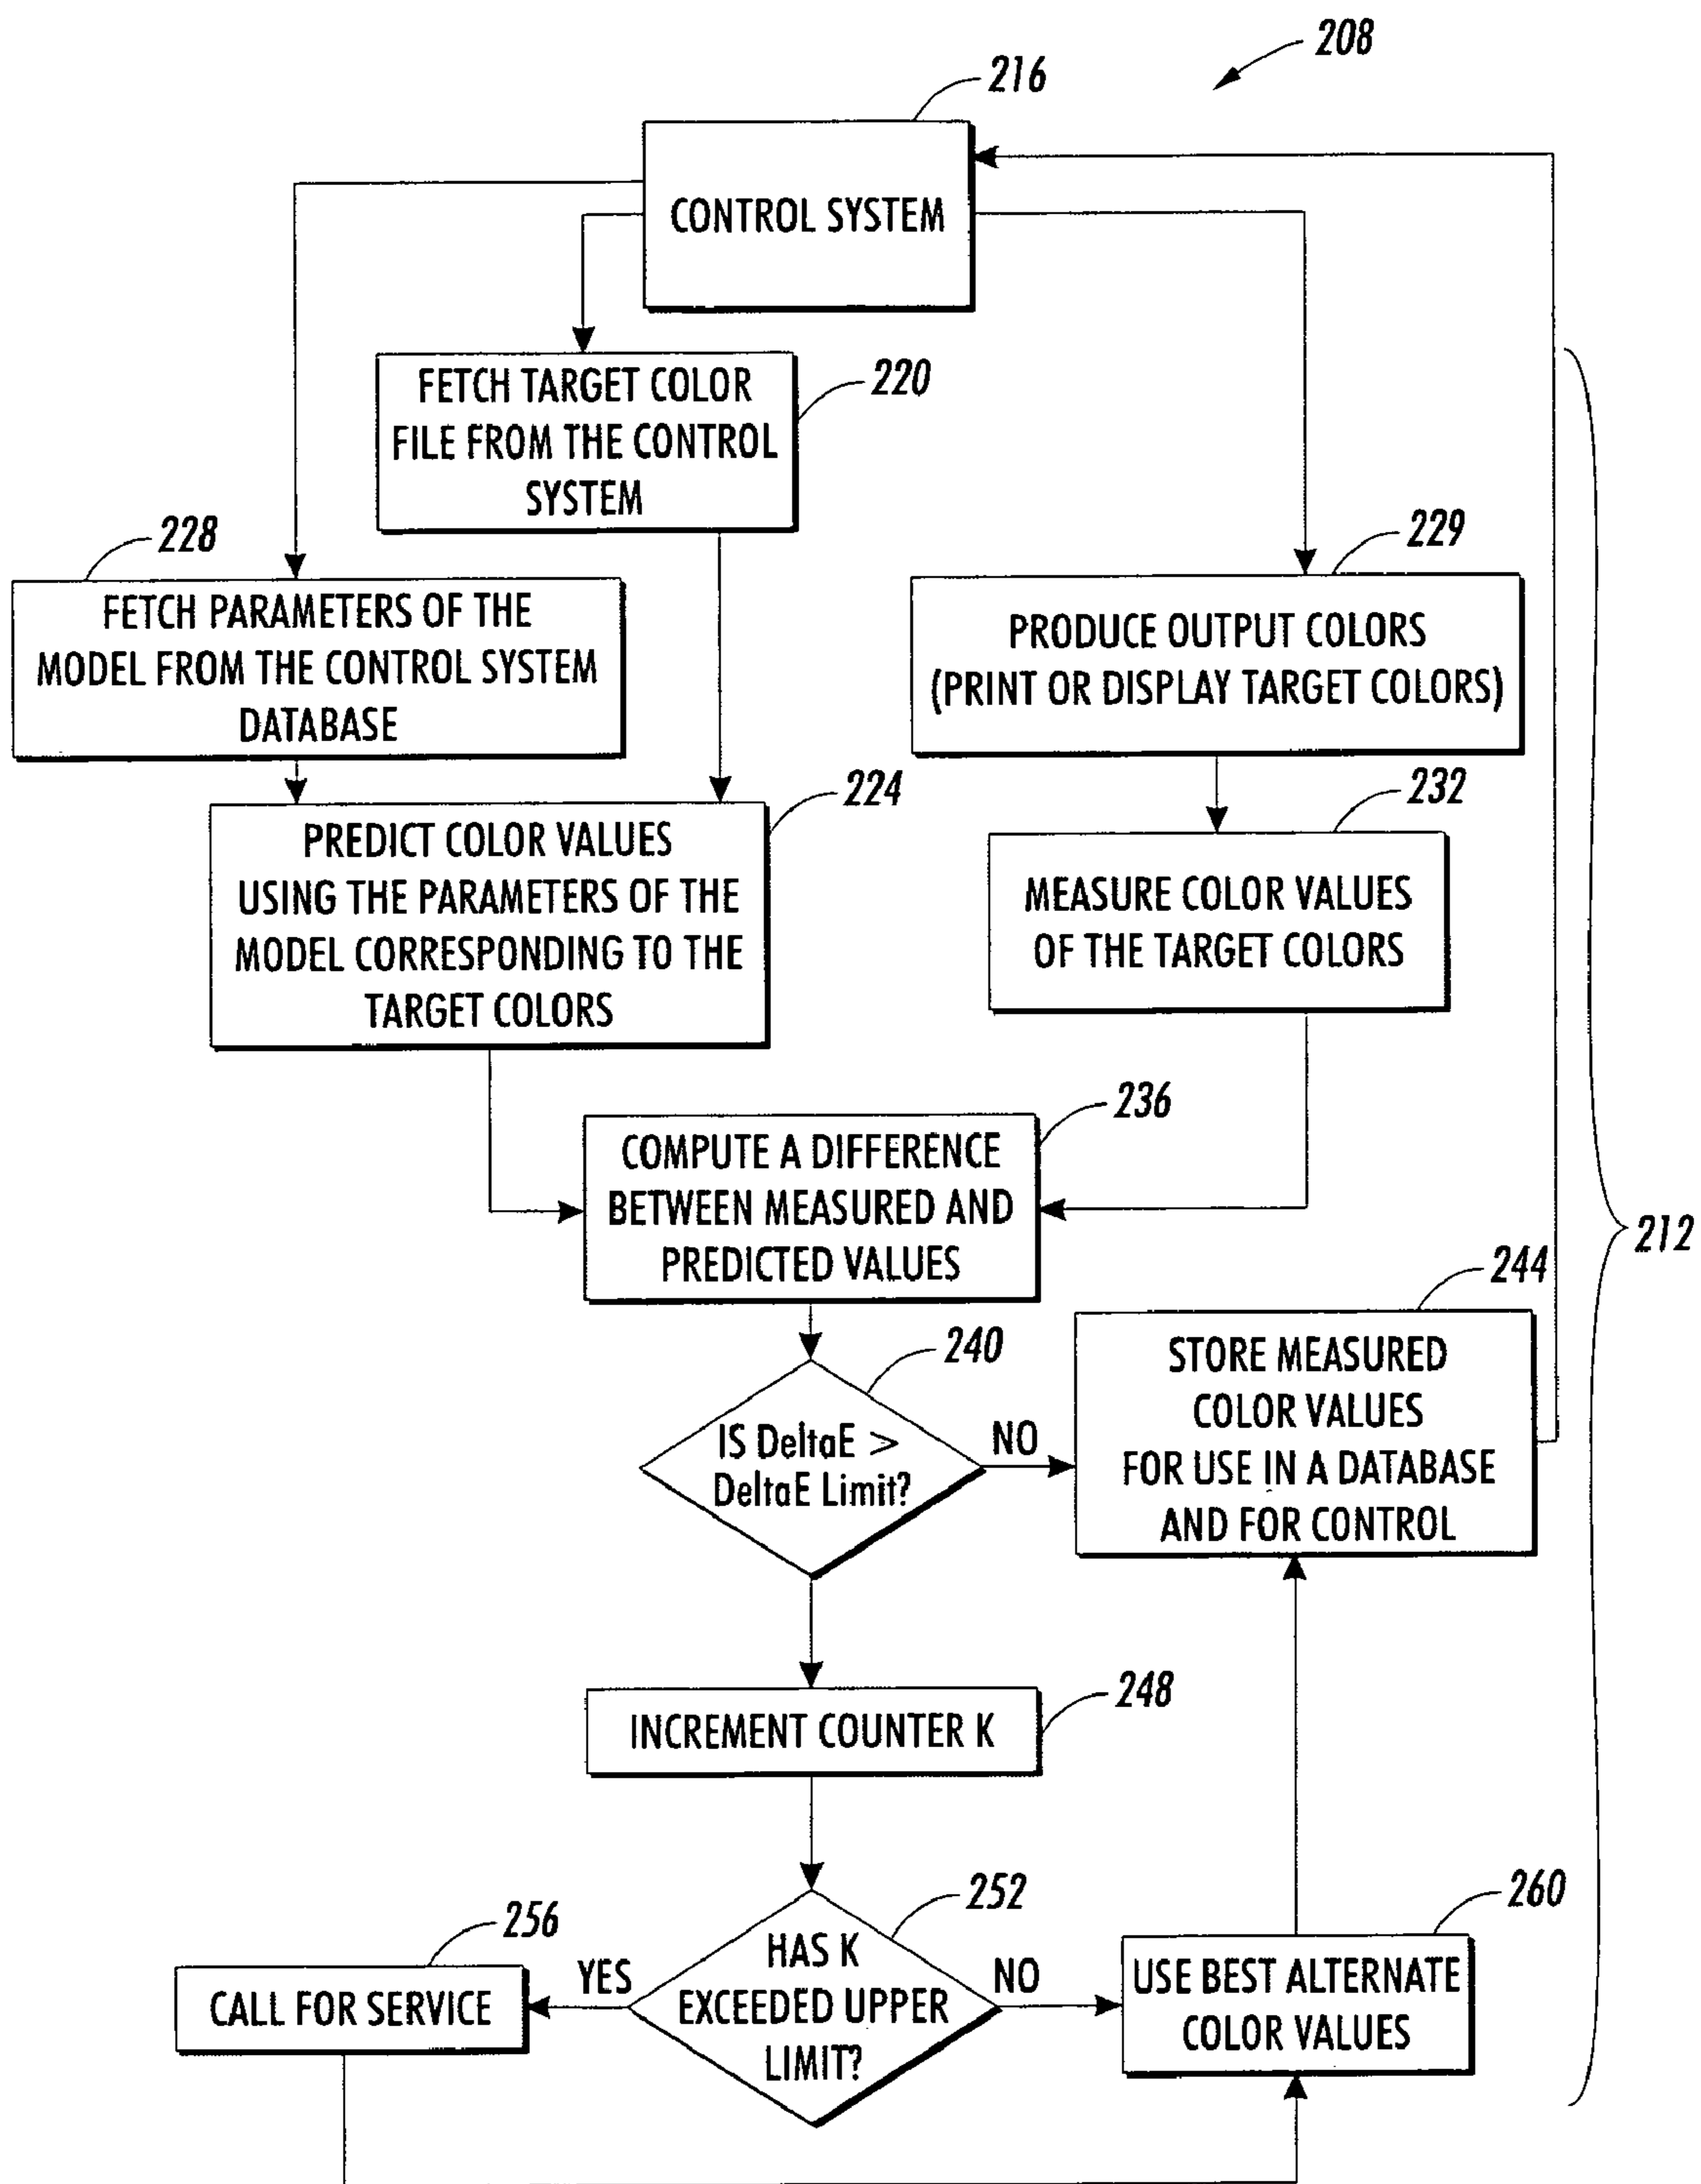 208
216
CONTROL SYSTEM
FETCH TARGET COLOR
FILE FROM THE CONTROL
SYSTEM
220
228
FETCH PARAMETERS OF THE
MODEL FROM THE CONTROL SYSTEM
DATABASE
229
PRODUCE OUTPUT COLORS
(PRINT OR DISPLAY TARGET COLORS)
224
PREDICT COLOR VALUES
USING THE PARAMETERS OF THE
MODEL CORRESPONDING TO THE
TARGET COLORS
232
MEASURE COLOR VALUES
OF THE TARGET COLORS
236
COMPUTE A DIFFERENCE
BETWEEN MEASURED AND
PREDICTED VALUES
212
240
IS DeltaE >
DeltaE Limit?
NO
244
STORE MEASURED
COLOR VALUES
FOR USE IN A DATABASE
AND FOR CONTROL
248
INCREMENT COUNTER K
252
HAS K
EXCEEDED UPPER
LIMIT?
YES
NO
256
CALL FOR SERVICE
260
USE BEST ALTERNATE
COLOR VALUES